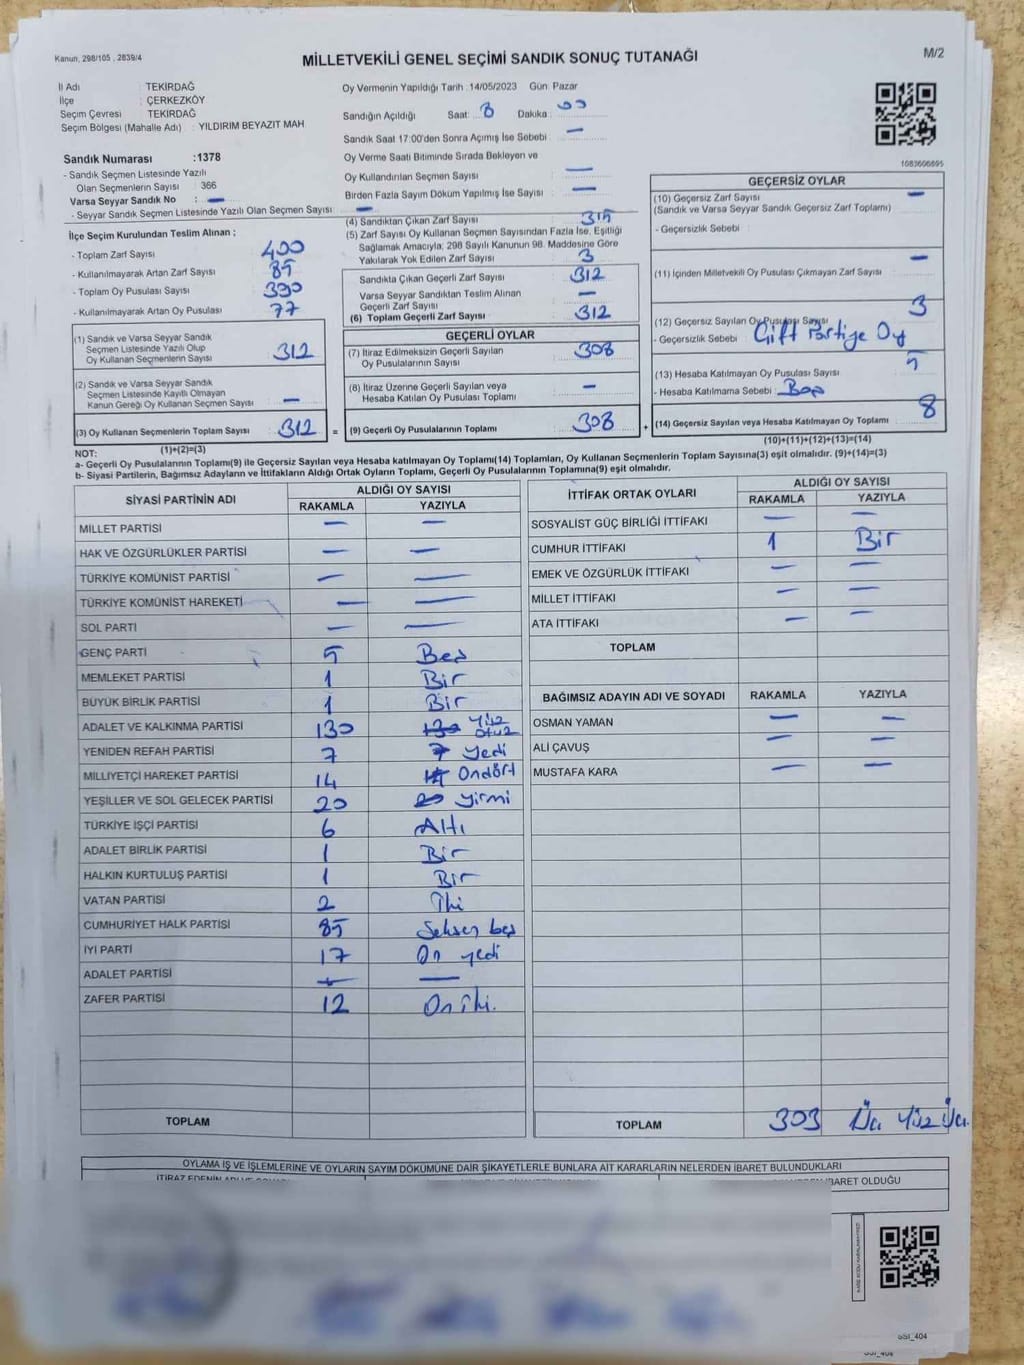 Kanun, 298/105 , 2839/4
MİLLETVEKİLİ GENEL SEÇİMİ SANDIK SONUÇ TUTANAĞI
M/2
İl Adı : TEKİRDAĞ
İlçe : ÇERKEZKÖY
Seçim Çevresi : TEKİRDAĞ
Seçim Bölgesi (Mahalle Adı) : YILDIRIM BEYAZIT MAH
Sandık Numarası :1378
- Sandık Seçmen Listesinde Yazılı
Olan Seçmenlerin Sayısı : 366
Varsa Seyyar Sandık No : —
- Seyyar Sandık Seçmen Listesinde Yazılı Olan Seçmen Sayısı : —
İlçe Seçim Kurulundan Teslim Alınan ;
- Toplam Zarf Sayısı : 400
- Kullanılmayarak Artan Zarf Sayısı : 85
- Toplam Oy Pusulası Sayısı : 390
- Kullanılmayarak Artan Oy Pusulası : 77
(1) Sandık ve Varsa Seyyar Sandık
Seçmen Listesinde Yazılı Olup
Oy Kullanan Seçmenlerin Sayısı : 312
(2) Sandık ve Varsa Seyyar Sandık
Seçmen Listesinde Kayıtlı Olmayan
Kanun Gereği Oy Kullanan Seçmen Sayısı : —
(3) Oy Kullanan Seçmenlerin Toplam Sayısı : 312
(1)+(2)=(3)
Oy Vermenin Yapıldığı Tarih :14/05/2023 Gün: Pazar
Sandığın Açıldığı Saat: 8 Dakika: 00
Sandık Saat 17:00'den Sonra Açımış İse Sebebi : —
Oy Verme Saati Bitiminde Sırada Bekleyen ve
Oy Kullandırılan Seçmen Sayısı : —
Birden Fazla Sayım Döküm Yapılmış İse Sayısı : —
(4) Sandıktan Çıkan Zarf Sayısı : 315
(5) Zarf Sayısı Oy Kullanan Seçmen Sayısından Fazla İse, Eşitliği
Sağlamak Amacıyla; 298 Sayılı Kanunun 98. Maddesine Göre
Yakılarak Yok Edilen Zarf Sayısı : 3
Sandıkta Çıkan Geçerli Zarf Sayısı : 312
Varsa Seyyar Sandıktan Teslim Alınan
Geçerli Zarf Sayısı : —
(6) Toplam Geçerli Zarf Sayısı : 312
GEÇERLİ OYLAR
(7) İtiraz Edilmeksizin Geçerli Sayılan
Oy Pusulalarının Sayısı : 308
(8) İtiraz Üzerine Geçerli Sayılan veya
Hesaba Katılan Oy Pusulası Toplamı : —
= (9) Geçerli Oy Pusulalarının Toplamı : 308 +
1083606695
GEÇERSİZ OYLAR
(10) Geçersiz Zarf Sayısı : —
(Sandık ve Varsa Seyyar Sandık Geçersiz Zarf Toplamı)
- Geçersizlik Sebebi :
(11) İçinden Milletvekili Oy Pusulası Çıkmayan Zarf Sayısı : —
(12) Geçersiz Sayılan Oy Pusulası Sayısı : 3
- Geçersizlik Sebebi : Çift Partiye Oy
(13) Hesaba Katılmayan Oy Pusulası Sayısı : 5
- Hesaba Katılmama Sebebi : Boş
(14) Geçersiz Sayılan veya Hesaba Katılmayan Oy Toplamı : 8
(10)+(11)+(12)+(13)=(14)
NOT:
a- Geçerli Oy Pusulalarının Toplamı(9) ile Geçersiz Sayılan veya Hesaba katılmayan Oy Toplamı(14) Toplamları, Oy Kullanan Seçmenlerin Toplam Sayısına(3) eşit olmalıdır. (9)+(14)=(3)
b- Siyasi Partilerin, Bağımsız Adayların ve İttifakların Aldığı Ortak Oyların Toplamı, Geçerli Oy Pusulalarının Toplamına(9) eşit olmalıdır.
SİYASİ PARTİNİN ADI ALDIĞI OY SAYISI
RAKAMLA YAZIYLA
MİLLET PARTİSİ — —
HAK VE ÖZGÜRLÜKLER PARTİSİ — —
TÜRKİYE KOMÜNİST PARTİSİ — —
TÜRKİYE KOMÜNİST HAREKETİ — —
SOL PARTİ — —
GENÇ PARTİ 5 Beş
MEMLEKET PARTİSİ 1 Bir
BÜYÜK BİRLİK PARTİSİ 1 Bir
ADALET VE KALKINMA PARTİSİ 130 130 Yüz otuz
YENİDEN REFAH PARTİSİ 7 7 yedi
MİLLİYETÇİ HAREKET PARTİSİ 14 14 Ondört
YEŞİLLER VE SOL GELECEK PARTİSİ 20 20 yirmi
TÜRKİYE İŞÇİ PARTİSİ 6 Altı
ADALET BİRLİK PARTİSİ 1 Bir
HALKIN KURTULUŞ PARTİSİ 1 Bir
VATAN PARTİSİ 2 İki
CUMHURİYET HALK PARTİSİ 85 Seksen beş
İYİ PARTİ 17 On yedi
ADALET PARTİSİ — —
ZAFER PARTİSİ 12 On iki.
TOPLAM
İTTİFAK ORTAK OYLARI ALDIĞI OY SAYISI
RAKAMLA YAZIYLA
SOSYALİST GÜÇ BİRLİĞİ İTTİFAKI — —
CUMHUR İTTİFAKI 1 Bir
EMEK VE ÖZGÜRLÜK İTTİFAKI — —
MİLLET İTTİFAKI — —
ATA İTTİFAKI — —
TOPLAM
BAĞIMSIZ ADAYIN ADI VE SOYADI RAKAMLA YAZIYLA
OSMAN YAMAN — —
ALİ ÇAVUŞ — —
MUSTAFA KARA — —
TOPLAM 303 Üç Yüz Üç.
OYLAMA İŞ VE İŞLEMLERİNE VE OYLARIN SAYIM DÖKÜMÜNE DAİR ŞİKAYETLERLE BUNLARA AİT KARARLARIN NELERDEN İBARET BULUNDUKLARI
İTİRAZ EDENİN ADI
İBARET OLDUĞU
SSİ_404